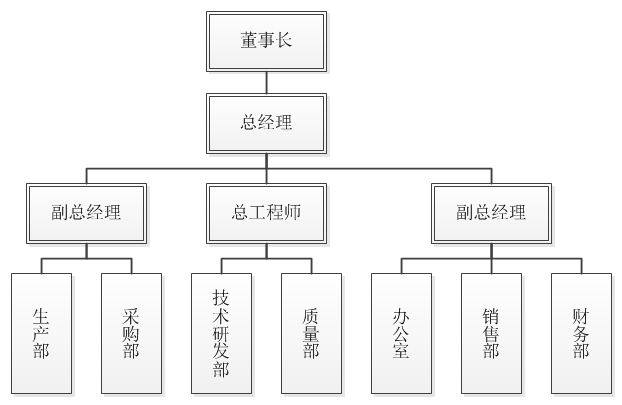 董事长
总经理
副总经理
总工程师
副总经理
生产部
采购部
技术研发部
质量部
办公室
销售部
财务部